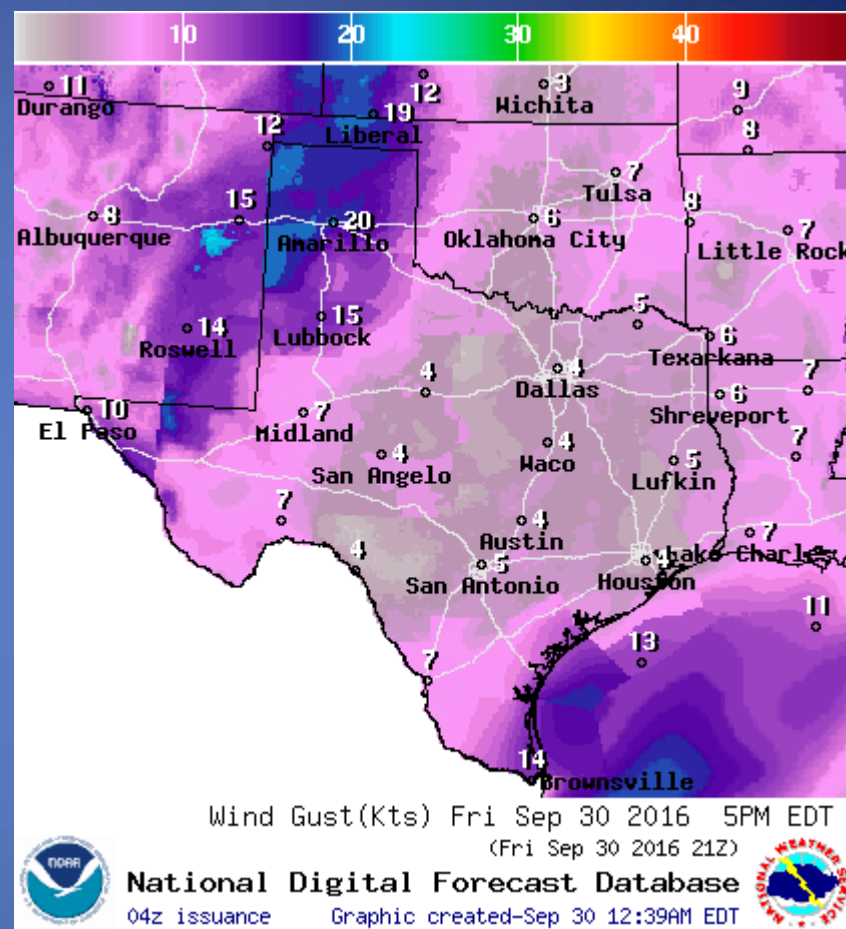 10 20 30 40
11 12 3 9
Durango 19 Wichita
12 Liberal 8
7
15 Tulsa
8 20 6 8 7
Albuquerque Amarillo Oklahoma City Little Rock
14 15 5 6
Roswell Lubbock Texarkana
4 4
Dallas 6 7
10 7 Shreveport
El Paso Midland 4 4 7
San Angelo Waco 5
Lufkin
7 4 7
Austin Lake Charles
4 5 4
San Antonio Houston
11
13
7
14
Brownsville
Wind Gust(Kts) Fri Sep 30 2016 5PM EDT
(Fri Sep 30 2016 21Z)
National Digital Forecast Database
04z issuance Graphic created-Sep 30 12:39AM EDT
NOAA
NATIONAL WEATHER SERVICE